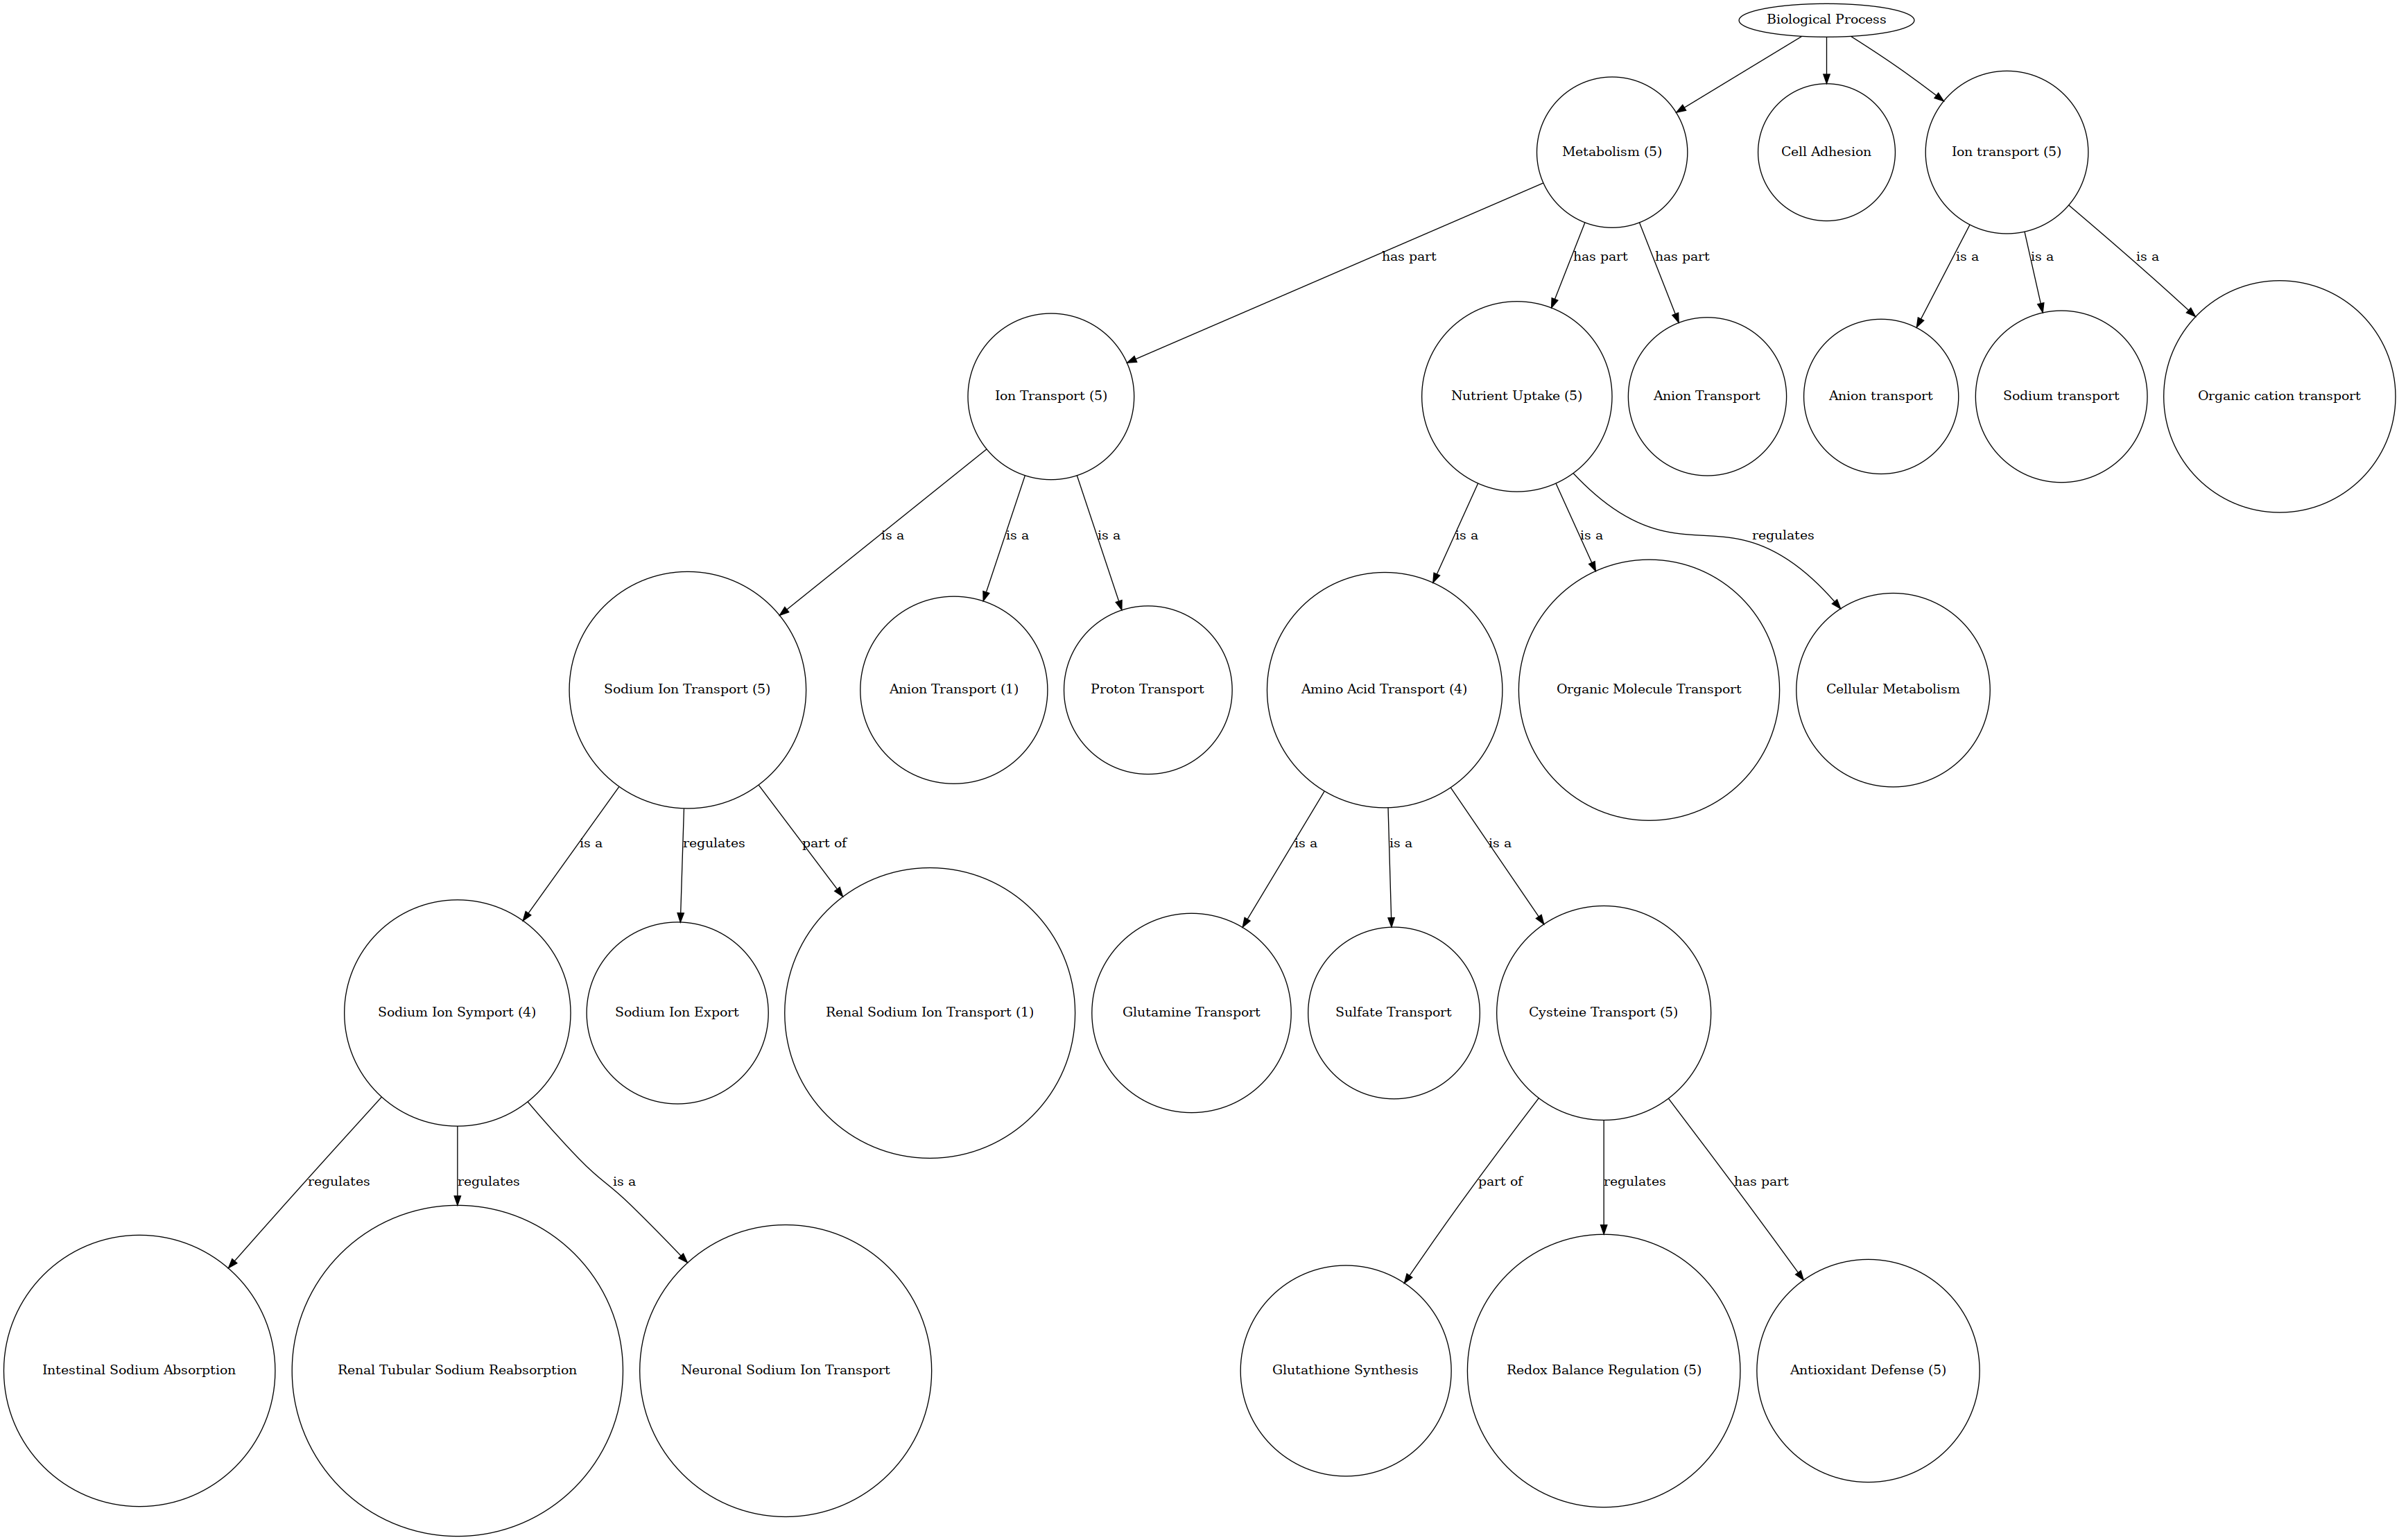 Biological Process
Metabolism (5)
Cell Adhesion
Ion transport (5)
has part
has part
has part
is a
is a
is a
Ion Transport (5)
Nutrient Uptake (5)
Anion Transport
Anion transport
Sodium transport
Organic cation transport
is a
is a
is a
is a
is a
regulates
Sodium Ion Transport (5)
Anion Transport (1)
Proton Transport
Amino Acid Transport (4)
Organic Molecule Transport
Cellular Metabolism
is a
regulates
part of
is a
is a
is a
Sodium Ion Symport (4)
Sodium Ion Export
Renal Sodium Ion Transport (1)
Glutamine Transport
Sulfate Transport
Cysteine Transport (5)
regulates
regulates
is a
part of
regulates
has part
Intestinal Sodium Absorption
Renal Tubular Sodium Reabsorption
Neuronal Sodium Ion Transport
Glutathione Synthesis
Redox Balance Regulation (5)
Antioxidant Defense (5)